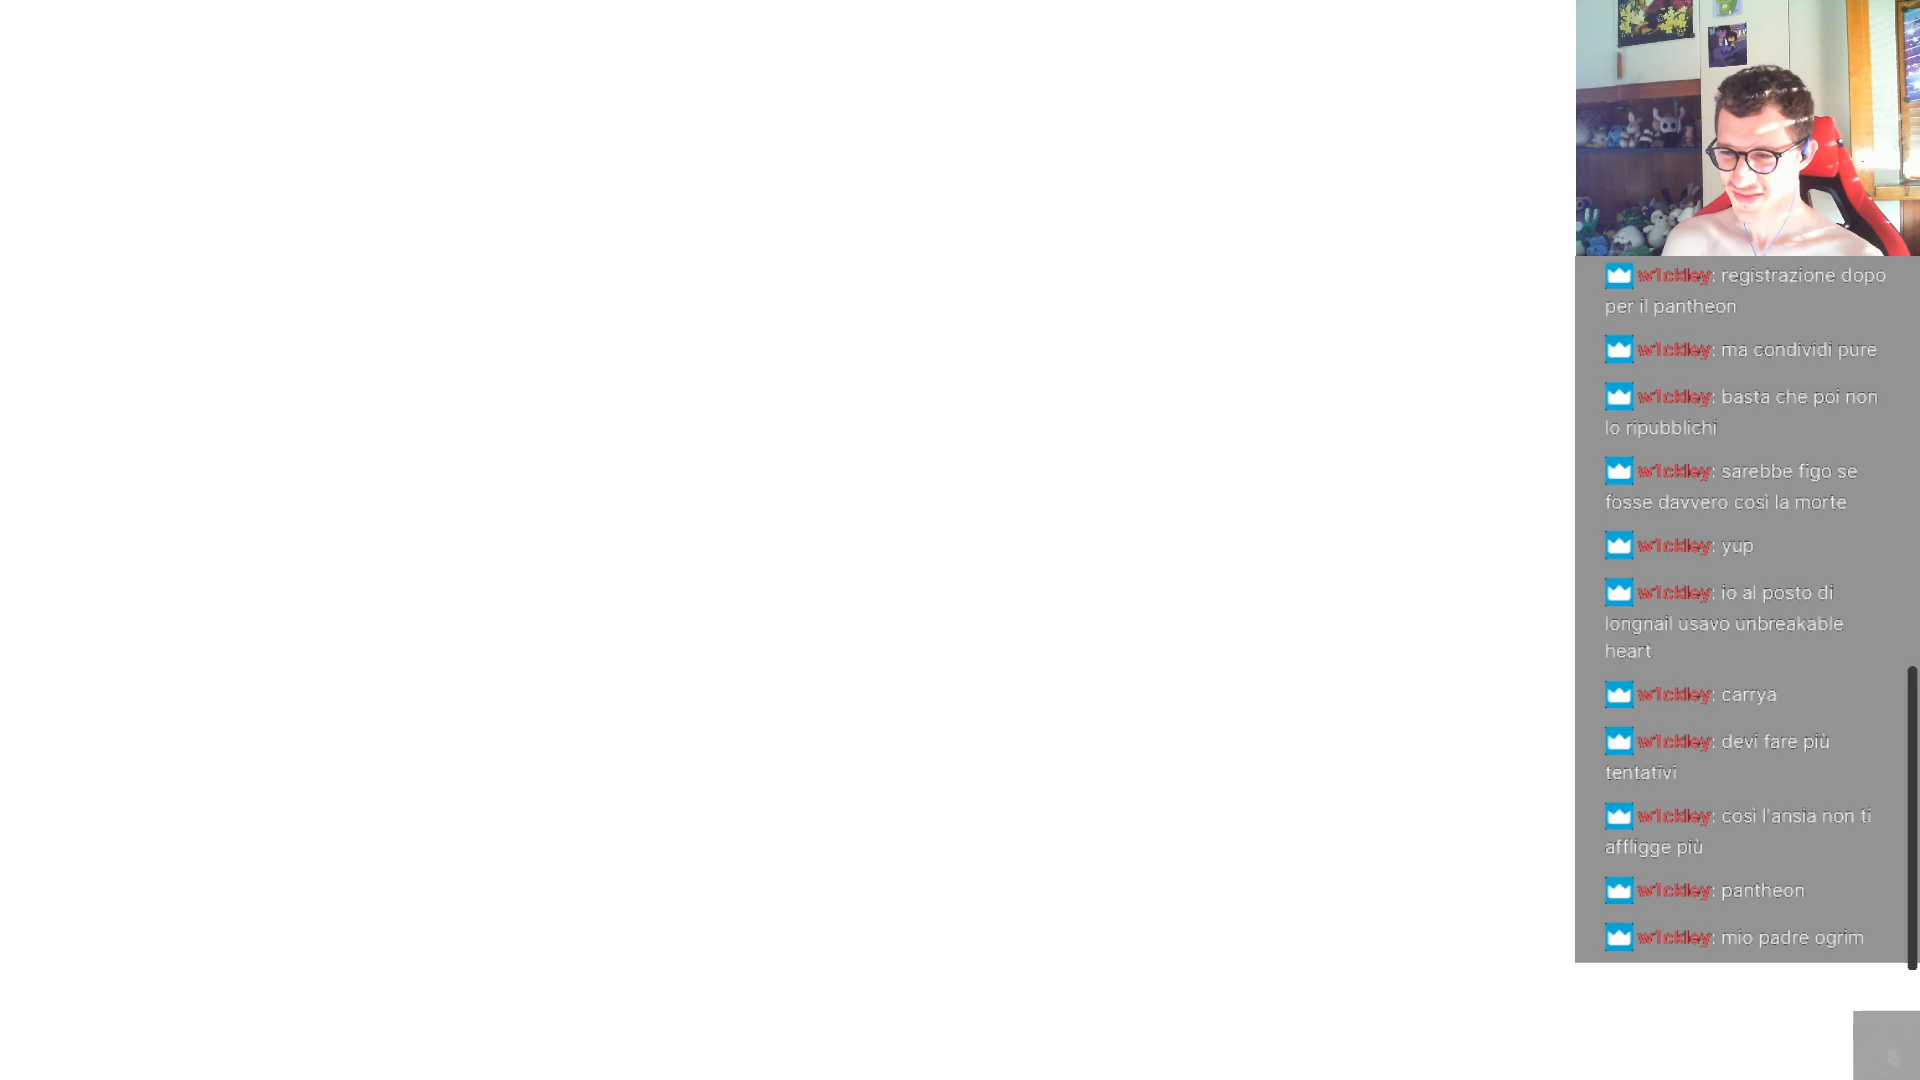 w1ckley: registrazione dopo
per il pantheon
w1ckley: ma condividi pure
w1ckley: basta che poi non
lo ripubblichi
w1ckley: sarebbe figo se
fosse davvero così la morte
w1ckley: yup
w1ckley: io al posto di
longnail usavo unbreakable
heart
w1ckley: carrya
w1ckley: devi fare più
tentativi
w1ckley: così l'ansia non ti
affligge più
w1ckley: pantheon
w1ckley: mio padre ogrim